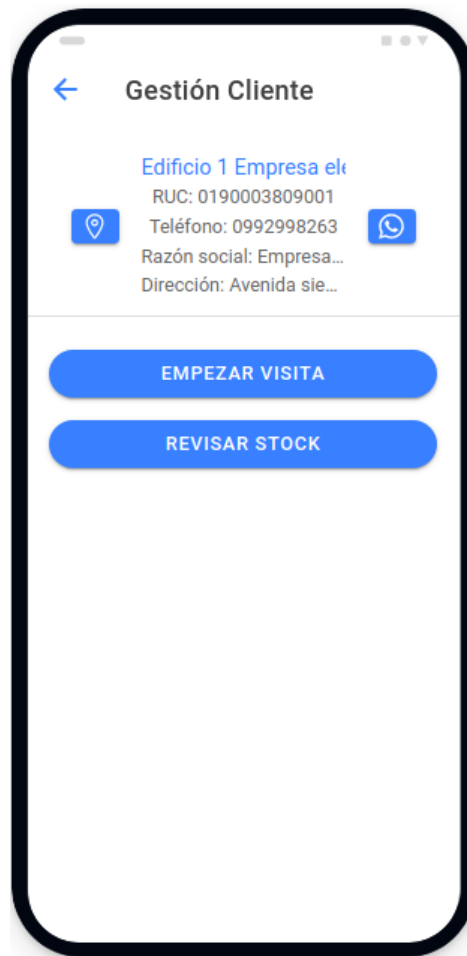 Gestión Cliente
Edificio 1 Empresa ele
RUC: 0190003809001
Teléfono: 0992998263
Razón social: Empresa...
Dirección: Avenida sie...
EMPEZAR VISITA
REVISAR STOCK